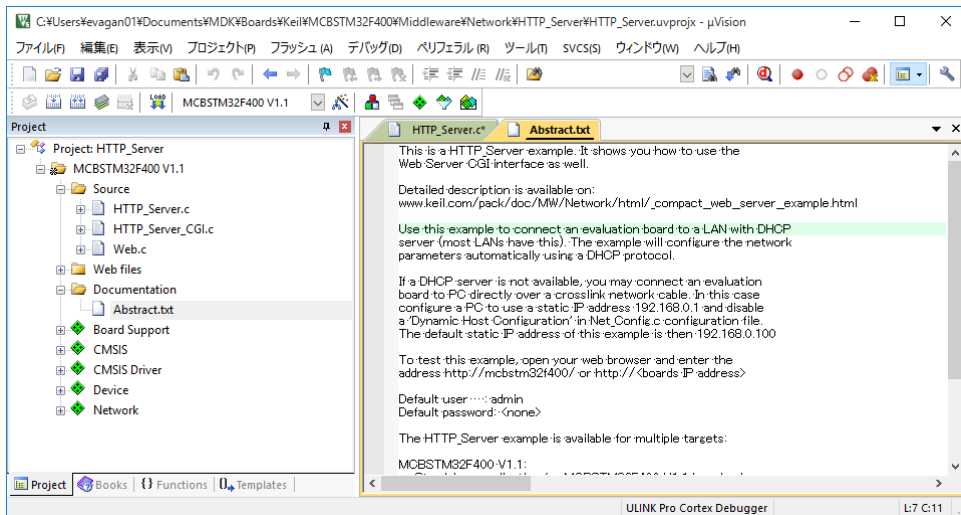 C:¥Users¥evagan01¥Documents¥MDK¥Boards¥Keil¥MCBSTM32F400¥Middleware¥Network¥HTTP_Server¥HTTP_Server.uvprojx - µVision
ファイル(F) 編集(E) 表示(V) プロジェクト(P) フラッシュ (A) デバッグ(D) ペリフェラル (R) ツール(T) SVCS(S) ウィンドウ(W) ヘルプ(H)
LOAD MCBSTM32F400 V1.1
Project
Project: HTTP_Server
MCBSTM32F400 V1.1
Source
HTTP_Server.c
HTTP_Server_CGI.c
Web.c
Web files
Documentation
Abstract.txt
Board Support
CMSIS
CMSIS Driver
Device
Network
Project Books {} Functions 0 Templates
HTTP_Server.c* Abstract.txt
This is a HTTP_Server example. It shows you how to use the
Web Server CGI interface as well.
Detailed description is available on:
www.keil.com/pack/doc/MW/Network/html/_compact_web_server_example.html
Use this example to connect an evaluation board to a LAN with DHCP
server (most LANs have this). The example will configure the network
parameters automatically using a DHCP protocol.
If a DHCP server is not available, you may connect an evaluation
board to PC directly over a crosslink network cable. In this case
configure a PC to use a static IP address 192.168.0.1 and disable
a 'Dynamic Host Configuration' in Net_Config.c configuration file.
The default static IP address of this example is then 192.168.0.100
To test this example, open your web browser and enter the
address http://mcbstm32f400/ or http://<boards IP address>
Default user : admin
Default password: <none>
The HTTP_Server example is available for multiple targets:
MCBSTM32F400 V1.1:
ULINK Pro Cortex Debugger L:7 C:11